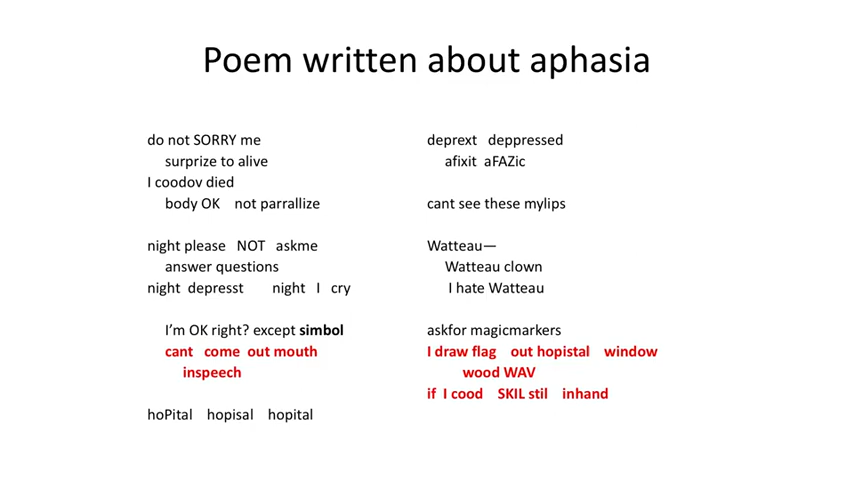 Poem written about aphasia
do not SORRY me
surprize to alive
I coodov died
body OK not parrallize
night please NOT askme
answer questions
night depresst night I cry
I'm OK right? except simbol
cant come out mouth
inspeech
hoPital hopisal hopital
deprext deppressed
afixit aFAZic
cant see these mylips
Watteau—
Watteau clown
I hate Watteau
askfor magicmarkers
I draw flag out hopistal window
wood WAV
if I cood SKIL stil inhand